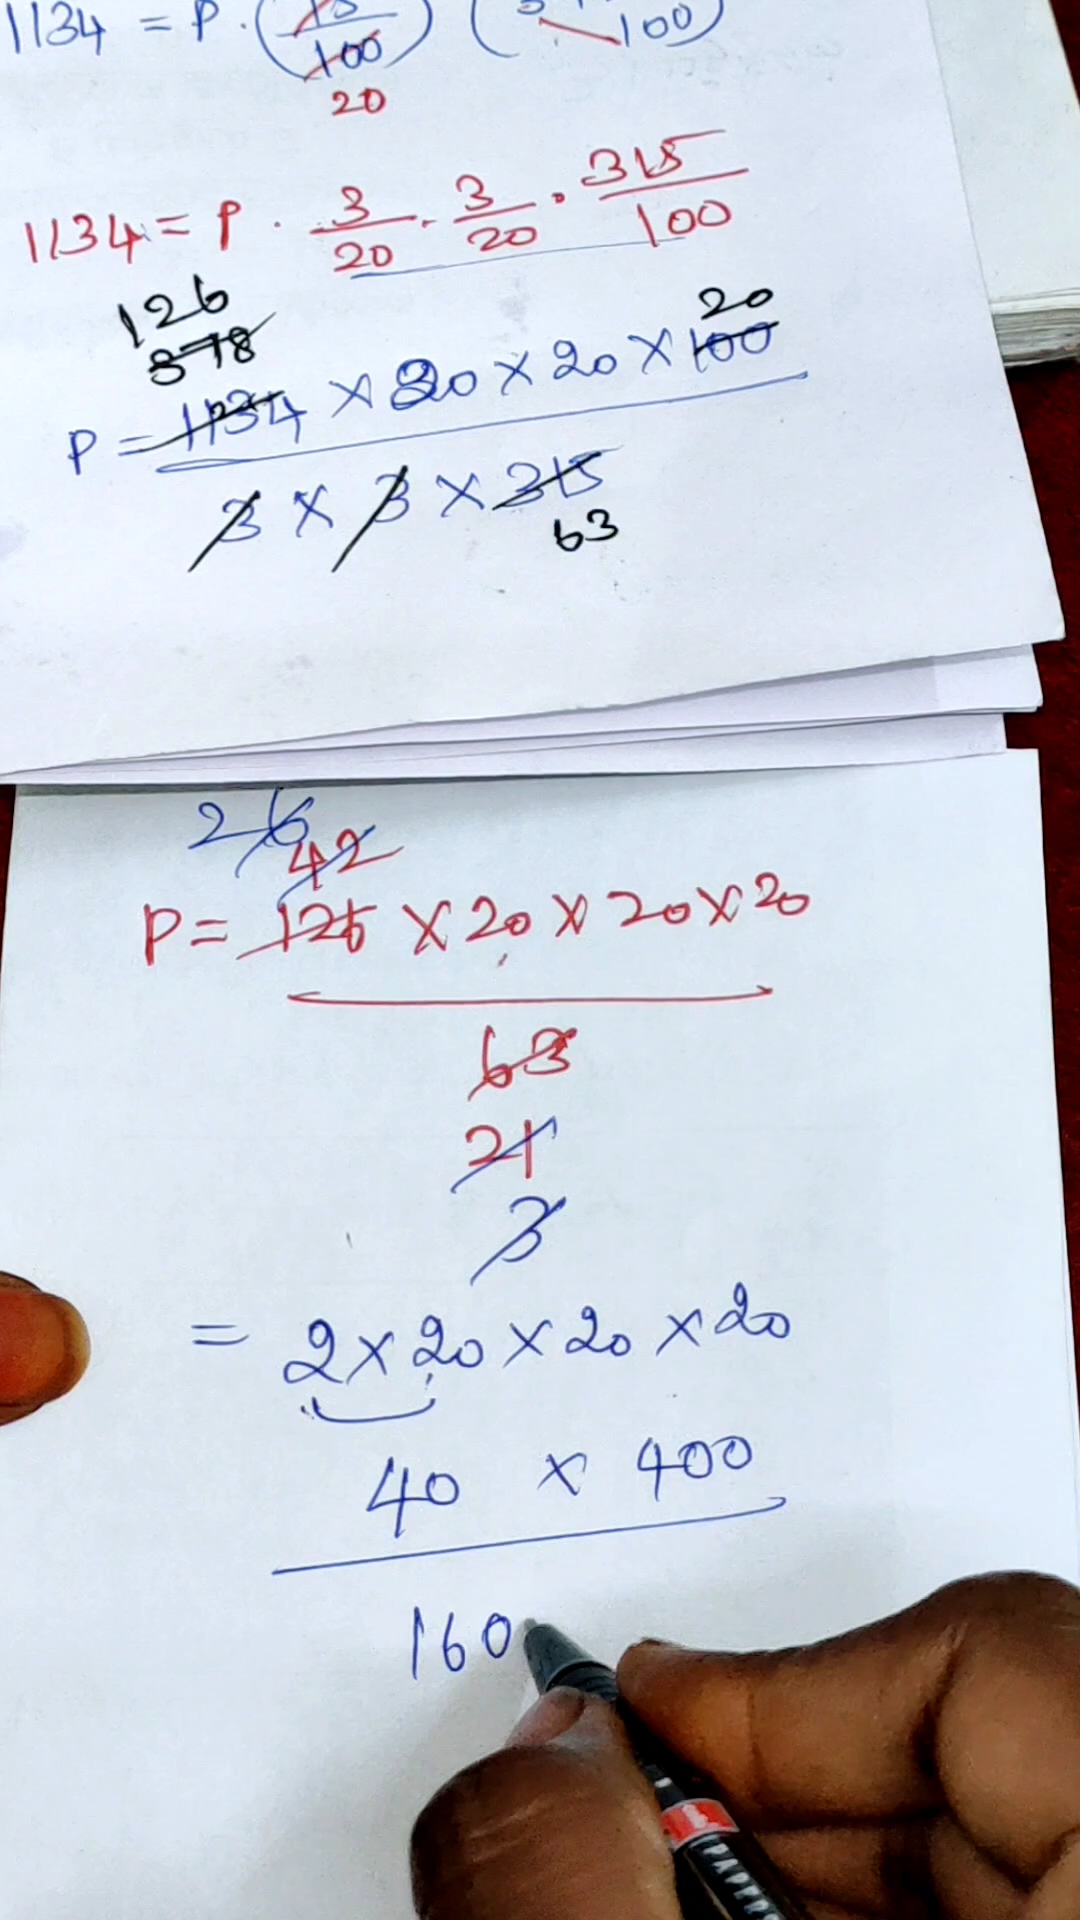 1134 = P . ( 15/100 ) ( 100 )
20
1134 = P . 3/20 . 3/20 . 315/100
126
378 20
P = 1134 × 20 × 20 × 100
3 × 3 × 315
63
26
42
P = 126 × 20 × 20 × 20
63
21
3
= 2 × 20 × 20 × 20
40 × 400
160
PAPER